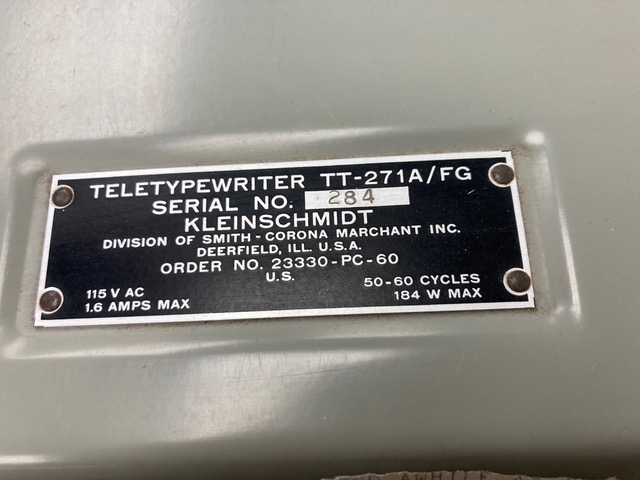 TELETYPEWRITER TT-271A/FG
SERIAL NO. 284
KLEINSCHMIDT
DIVISION OF SMITH-CORONA MARCHANT INC.
DEERFIELD, ILL. U.S.A.
ORDER NO. 23330-PC-60
U.S.
115 V AC
1.6 AMPS MAX
50-60 CYCLES
184 W MAX